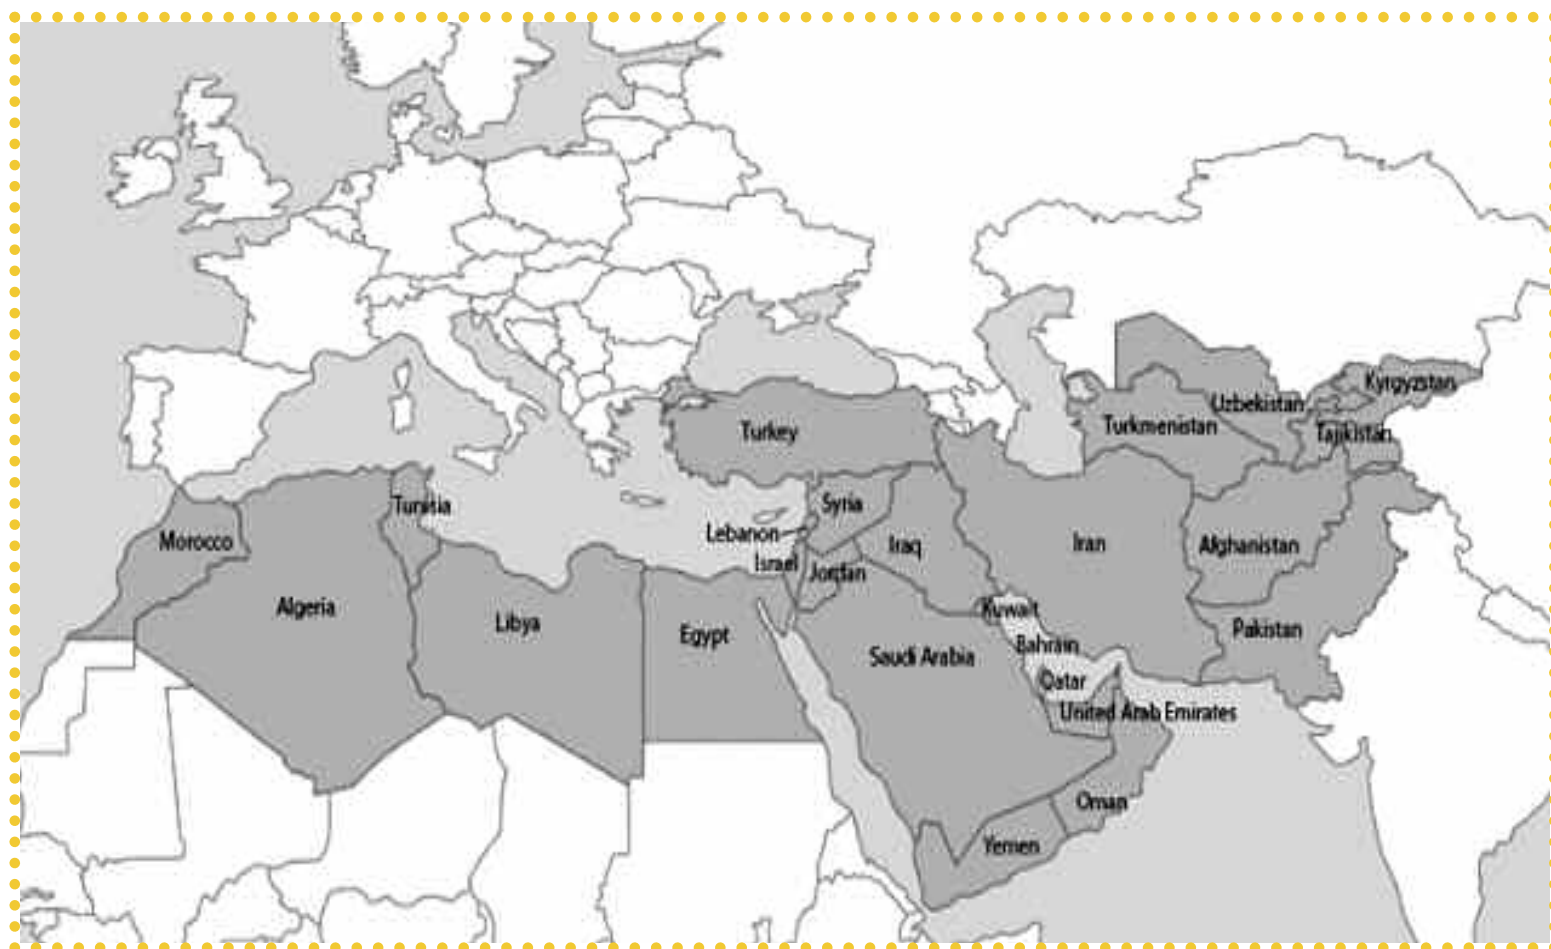 Kyrgyzstan
Uzbekistan
Turkmenistan
Tajikistan
Turkey
Tunisia
Syria
Morocco
Lebanon
Iraq
Iran
Afghanistan
Israel
Jordan
Algeria
Kuwait
Libya
Egypt
Pakistan
Bahrain
Saudi Arabia
Qatar
United Arab Emirates
Oman
Yemen